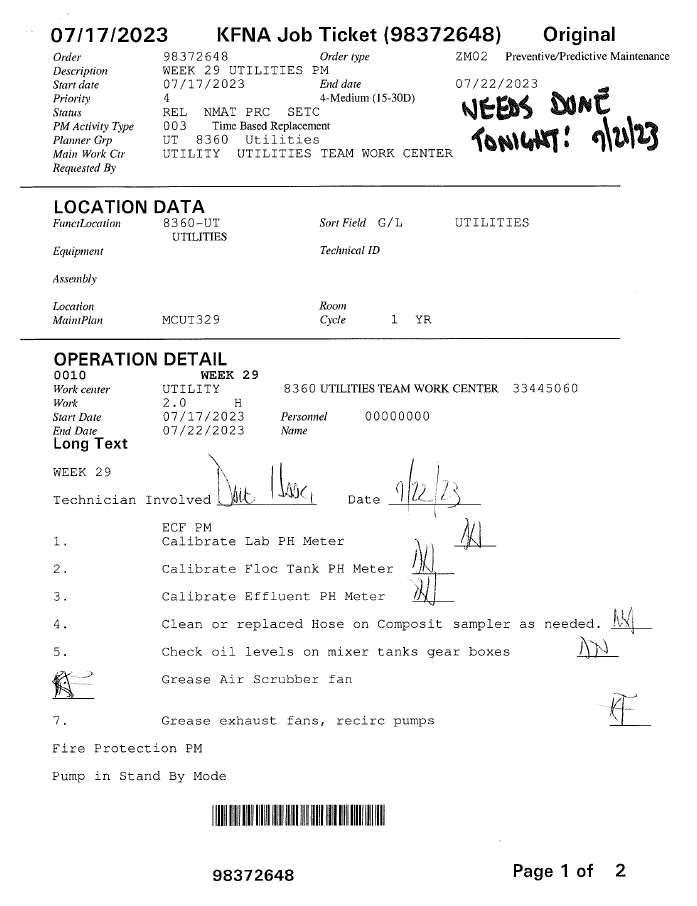 07/17/2023 KFNA Job Ticket (98372648) Original
Order 98372648 Order type ZM02 Preventive/Predictive Maintenance
Description WEEK 29 UTILITIES PM
Start date 07/17/2023 End date 07/22/2023
Priority 4 4-Medium (15-30D)
Status REL NMAT PRC SETC
PM Activity Type 003 Time Based Replacement
Planner Grp UT 8360 Utilities
Main Work Ctr UTILITY UTILITIES TEAM WORK CENTER
Requested By
NEEDS DONE
TONIGHT! 7/21/23
LOCATION DATA
FunctLocation 8360-UT Sort Field G/L UTILITIES
UTILITIES
Equipment Technical ID
Assembly
Location Room
MaintPlan MCUT329 Cycle 1 YR
OPERATION DETAIL
0010 WEEK 29
Work center UTILITY 8360 UTILITIES TEAM WORK CENTER 33445060
Work 2.0 H
Start Date 07/17/2023 Personnel 00000000
End Date 07/22/2023 Name
Long Text
WEEK 29
Technician Involved Date 7/22/23
ECF PM
1. Calibrate Lab PH Meter
2. Calibrate Floc Tank PH Meter
3. Calibrate Effluent PH Meter
4. Clean or replaced Hose on Composit sampler as needed.
5. Check oil levels on mixer tanks gear boxes
Grease Air Scrubber fan
7. Grease exhaust fans, recirc pumps KF
Fire Protection PM
Pump in Stand By Mode
98372648 Page 1 of 2